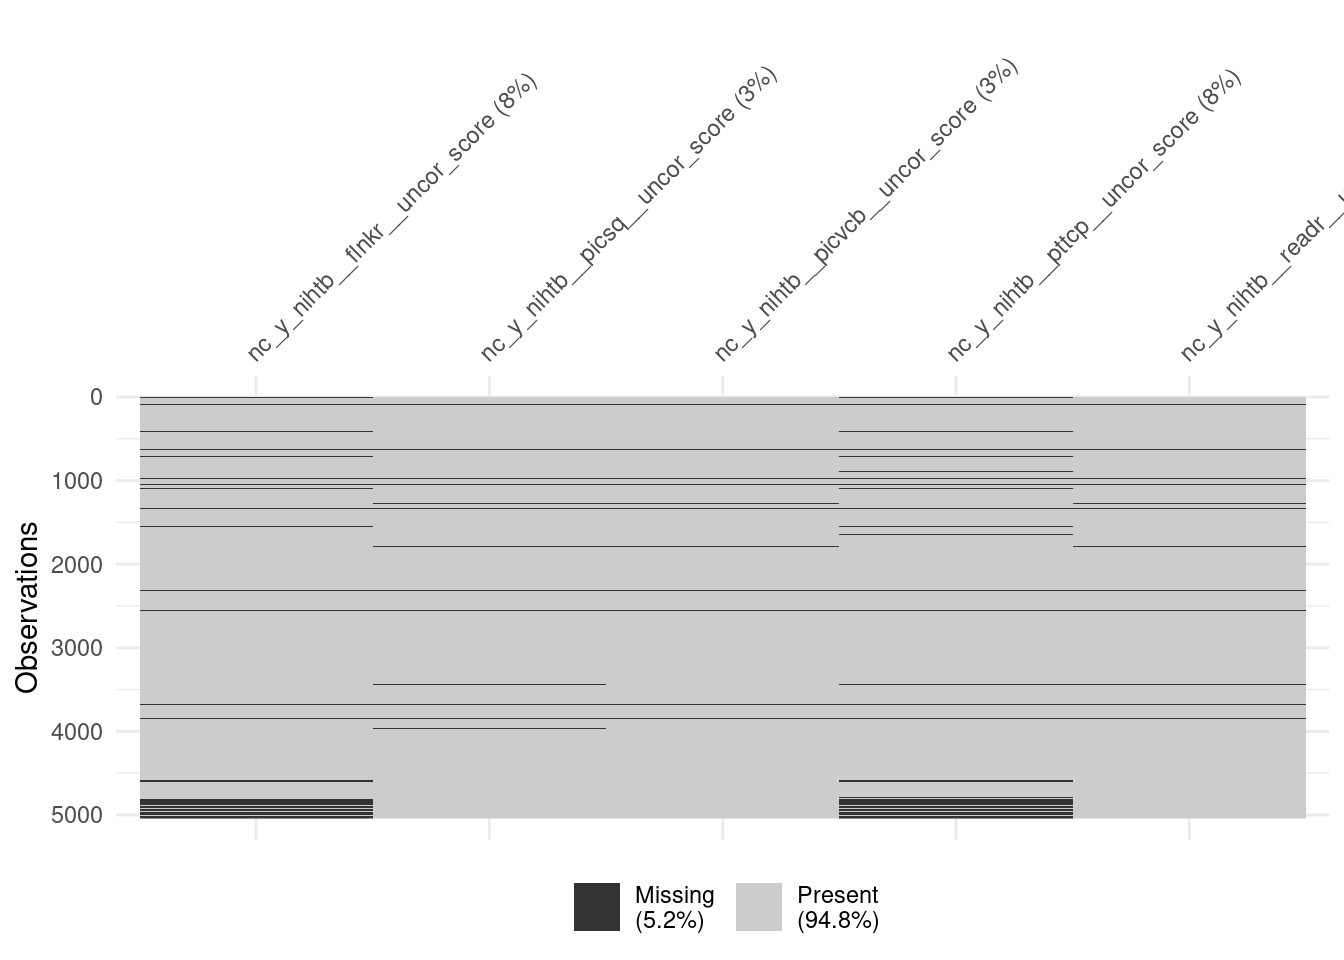 nc_y_nihtb__flnkr__uncor_score (8%)
nc_y_nihtb__picsq__uncor_score (3%)
nc_y_nihtb__picvcb__uncor_score (3%)
nc_y_nihtb__pttcp__uncor_score (8%)
nc_y_nihtb__readr__u
0
1000
2000
3000
4000
5000
Observations
Missing
(5.2%)
Present
(94.8%)